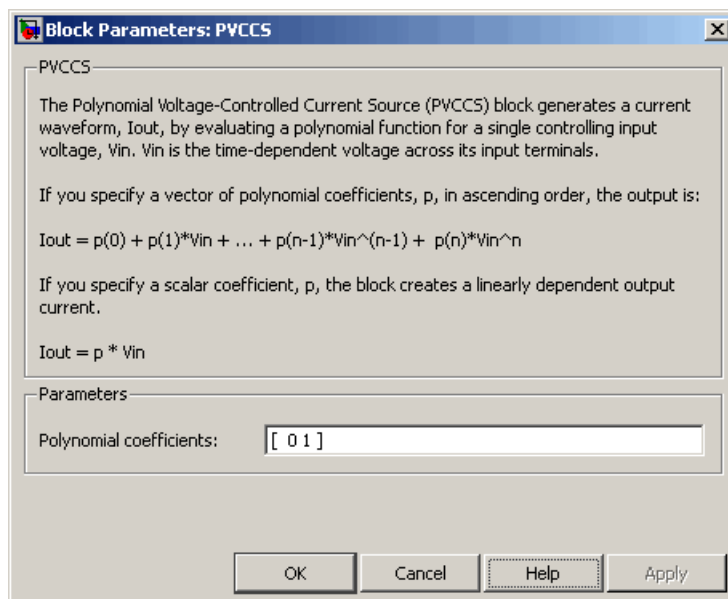 Block Parameters: PVCCS
PVCCS
The Polynomial Voltage-Controlled Current Source (PVCCS) block generates a current
waveform, Iout, by evaluating a polynomial function for a single controlling input
voltage, Vin. Vin is the time-dependent voltage across its input terminals.
If you specify a vector of polynomial coefficients, p, in ascending order, the output is:
Iout = p(0) + p(1)*Vin + ... + p(n-1)*Vin^(n-1) +  p(n)*Vin^n
If you specify a scalar coefficient, p, the block creates a linearly dependent output
current.
Iout = p * Vin
Parameters
Polynomial coefficients: [ 0 1 ]
OK Cancel Help Apply